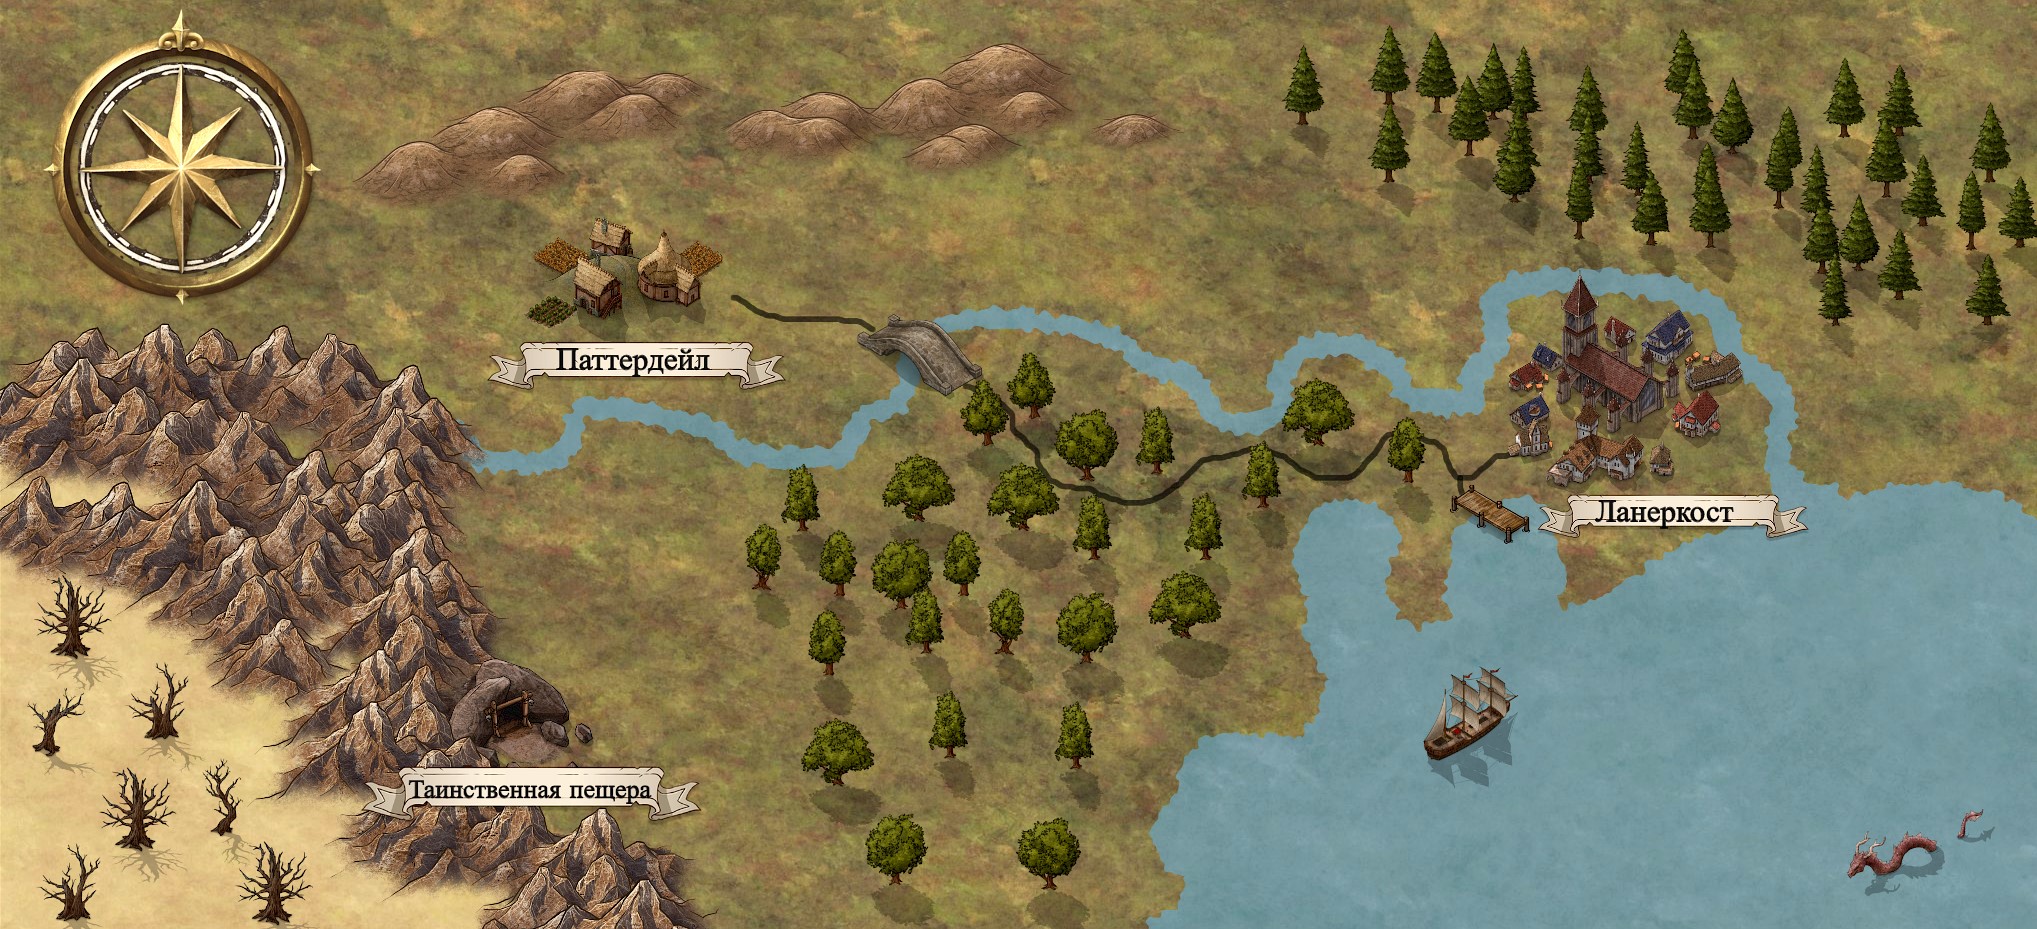 Паттердейл
Ланеркост
Таинственная пещера